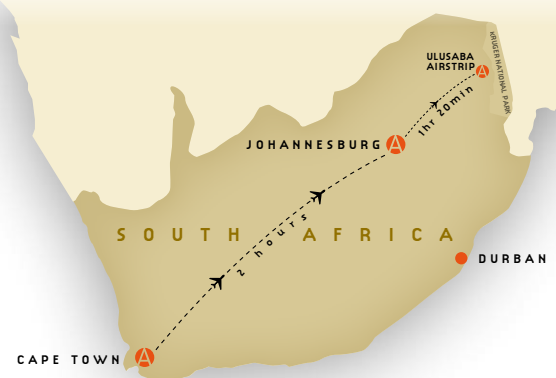 KRUGER NATIONAL PARK
ULUSABA
AIRSTRIP
A
1hr 20min
JOHANNESBURG
A
2 hours
SOUTH AFRICA
DURBAN
CAPE TOWN
A